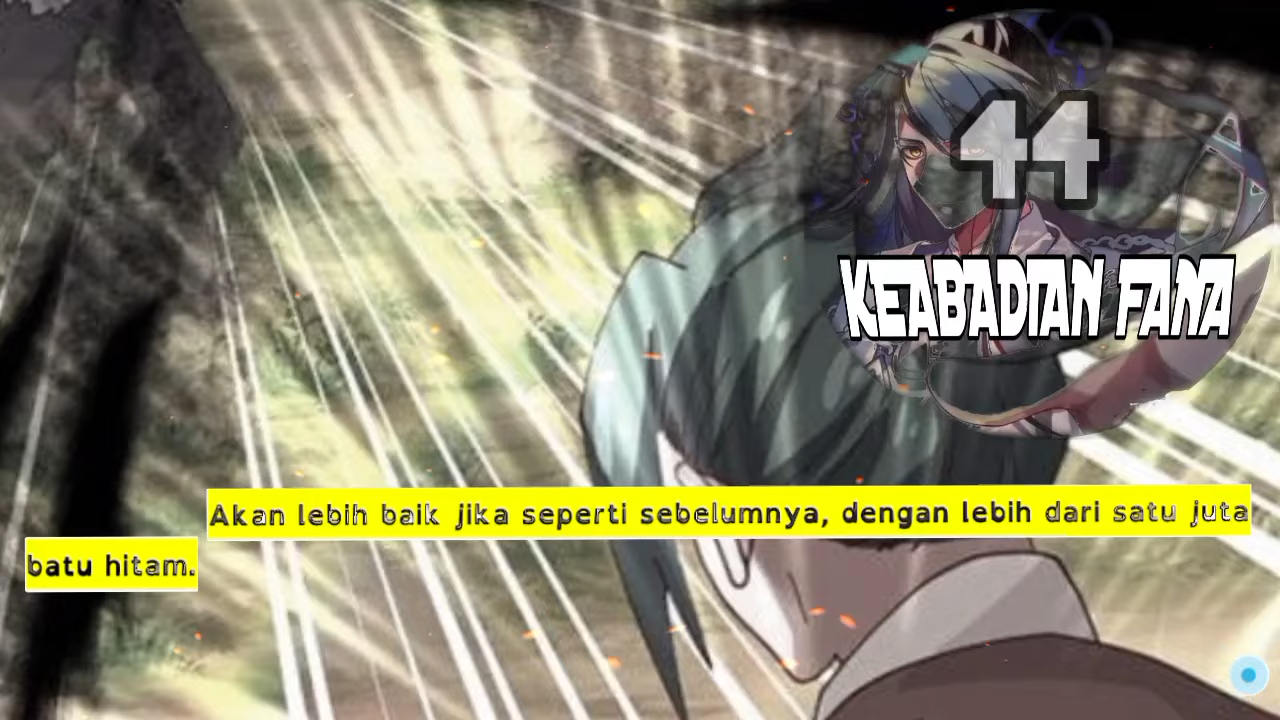 44
KEABADIAN FANA
Akan lebih baik jika seperti sebelumnya, dengan lebih dari satu juta
batu hitam.